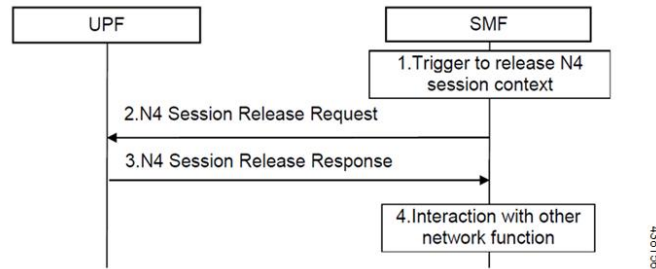 UPF
SMF
1.Trigger to release N4
session context
2.N4 Session Release Request
3.N4 Session Release Response
4.Interaction with other
network function